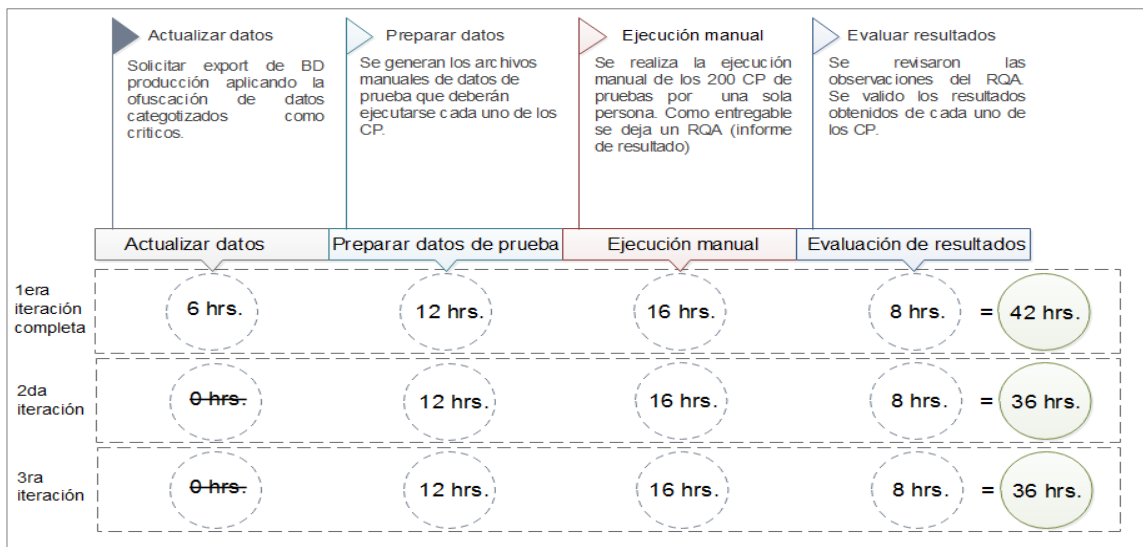 Actualizar datos
Solicitar export de BD
producción aplicando la
ofuscación de datos
categotizados como
criticos.
Preparar datos
Se generan los archivos
manuales de datos de
prueba que deberán
ejecutarse cada uno de los
CP.
Ejecución manual
Se realiza la ejecución
manual de los 200 CP de
pruebas por una sola
persona. Como entregable
se deja un RQA (informe
de resultado)
Evaluar resultados
Se revisaron las
observaciones del RQA.
Se valido los resultados
obtenidos de cada uno de
los CP.
Actualizar datos
Preparar datos de prueba
Ejecución manual
Evaluación de resultados
1era
iteración
completa
6 hrs.
12 hrs.
16 hrs.
8 hrs.
=
42 hrs.
2da
iteración
0 hrs.
12 hrs.
16 hrs.
8 hrs.
=
36 hrs.
3ra
iteración
0 hrs.
12 hrs.
16 hrs.
8 hrs.
=
36 hrs.